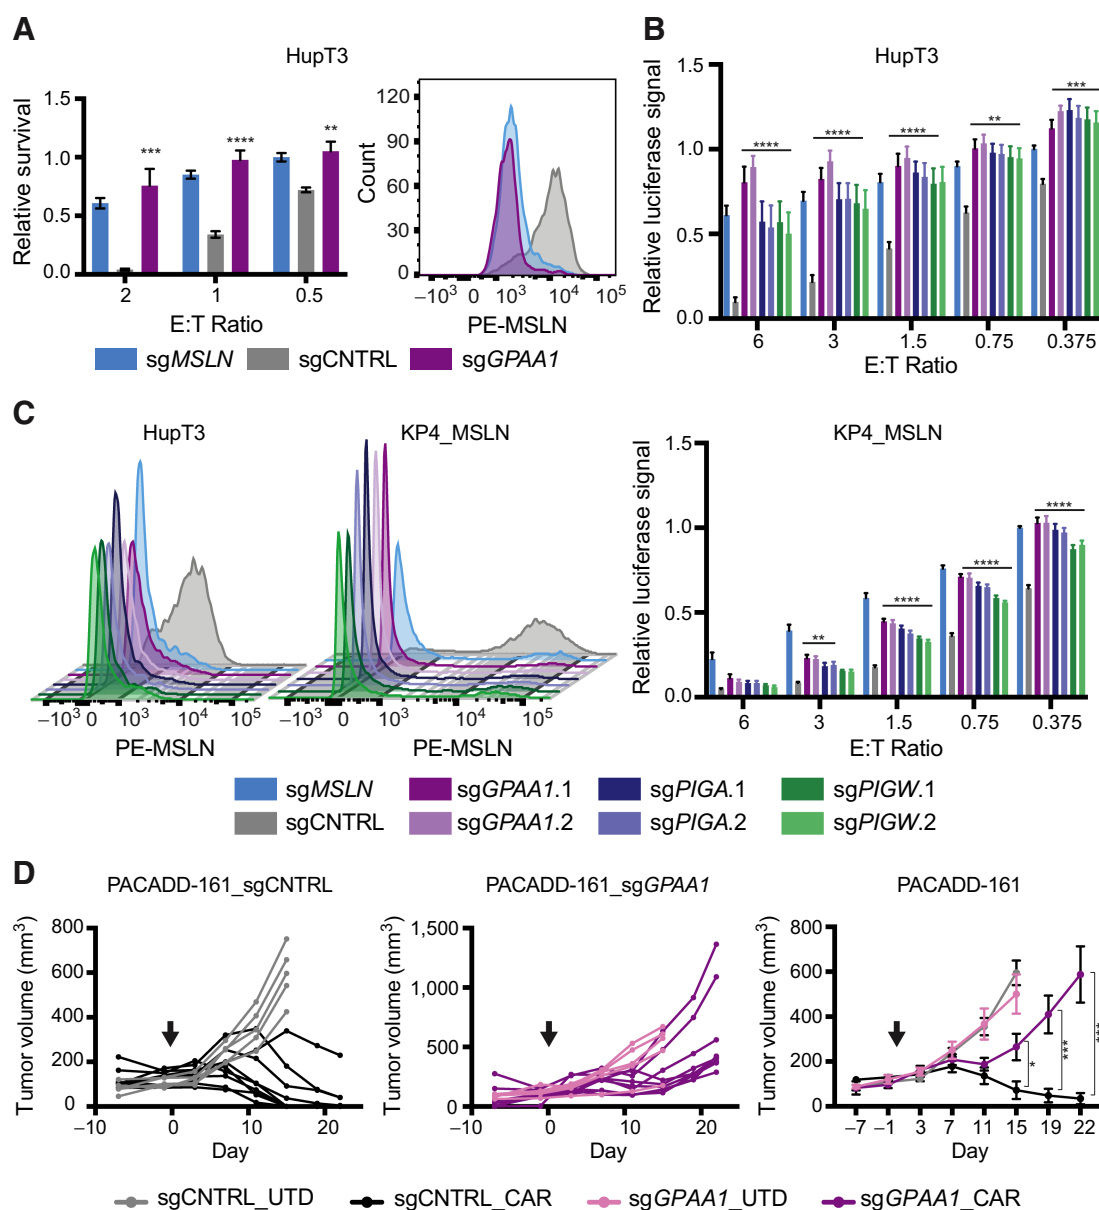 A
HupT3
Relative survival
1.5
1.0
0.5
0.0
***
****
**
2
1
0.5
E:T Ratio
Count
120
90
60
30
0
–10³
0
10³
10⁴
10⁵
PE-MSLN
sgMSLN
sgCNTRL
sgGPAA1
B
HupT3
Relative luciferase signal
1.5
1.0
0.5
0.0
****
****
****
**
***
6
3
1.5
0.75
0.375
E:T Ratio
C
HupT3
–10³
0
10³
10⁴
10⁵
PE-MSLN
KP4_MSLN
–10³
0
10³
10⁴
10⁵
PE-MSLN
KP4_MSLN
Relative luciferase signal
1.5
1.0
0.5
0.0
**
****
****
****
6
3
1.5
0.75
0.375
E:T Ratio
sgMSLN
sgGPAA1.1
sgPIGA.1
sgPIGW.1
sgCNTRL
sgGPAA1.2
sgPIGA.2
sgPIGW.2
D
PACADD-161_sgCNTRL
Tumor volume (mm³)
800
600
400
200
0
–10
0
10
20
Day
PACADD-161_sgGPAA1
Tumor volume (mm³)
1,500
1,000
500
0
–10
0
10
20
Day
PACADD-161
Tumor volume (mm³)
800
600
400
200
0
*
***
***
–7
–1
3
7
11
15
19
22
Day
sgCNTRL_UTD
sgCNTRL_CAR
sgGPAA1_UTD
sgGPAA1_CAR